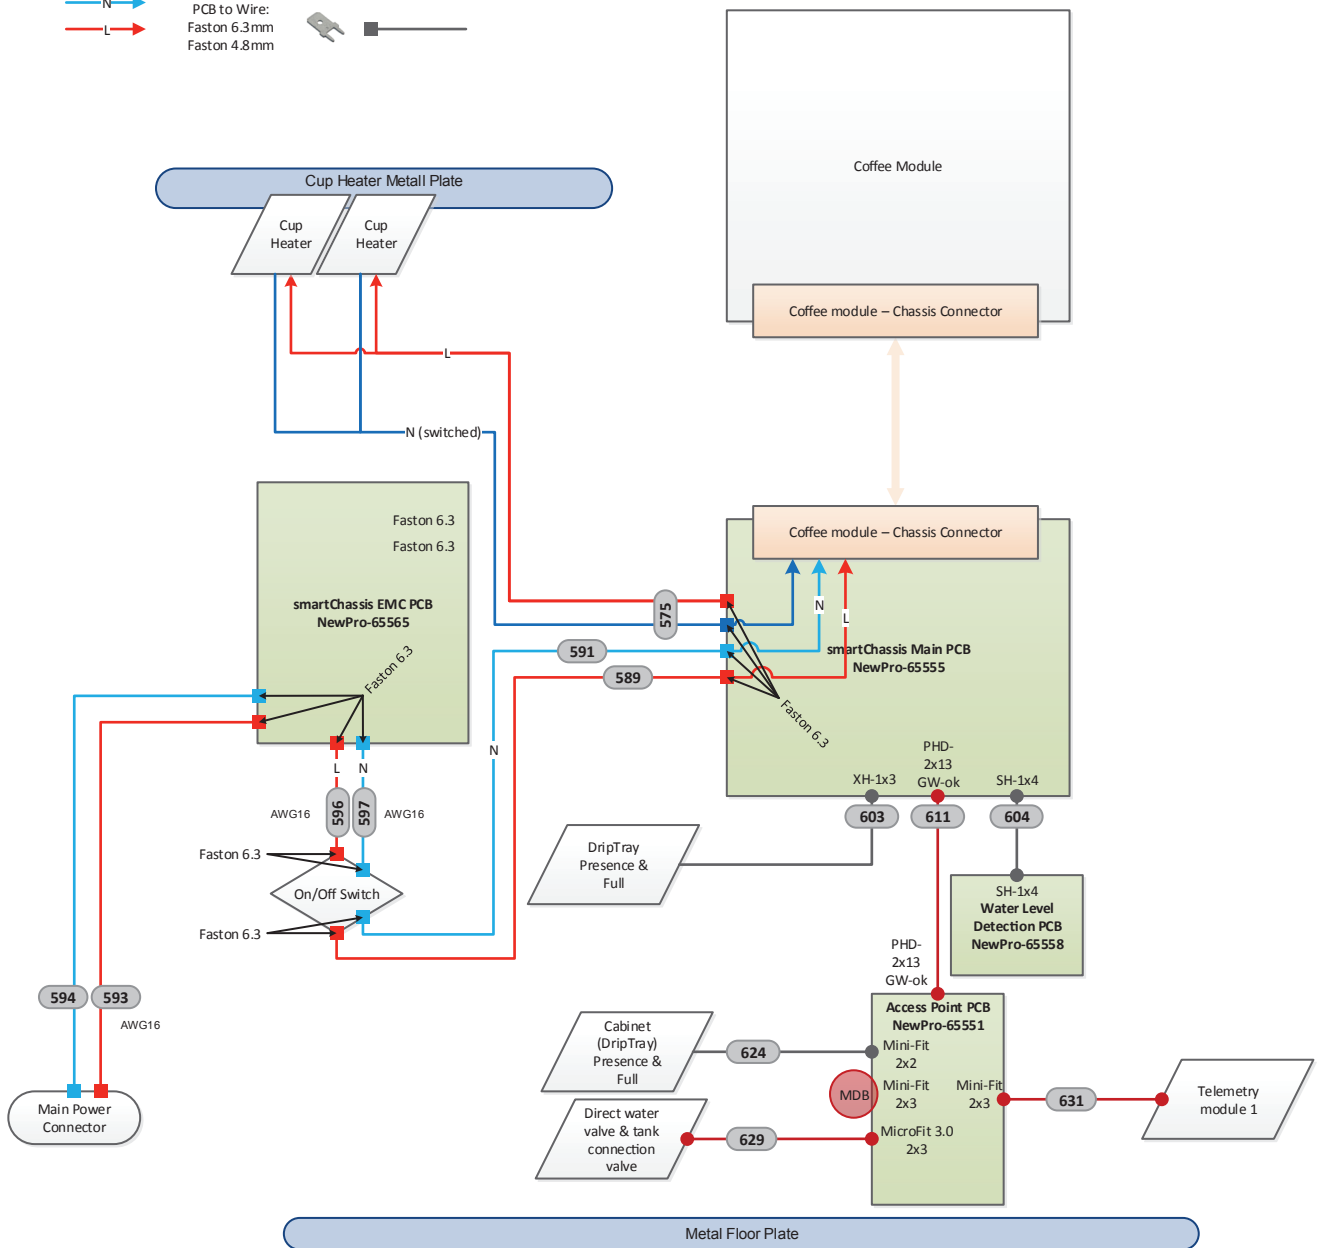 N
PCB to Wire:
L
Faston 6.3mm
Faston 4.8mm
Coffee Module
Cup Heater Metall Plate
Cup
Heater
Cup
Heater
Coffee module – Chassis Connector
L
N (switched)
Faston 6.3
Faston 6.3
smartChassis EMC PCB
NewPro-65565
Faston 6.3
Coffee module – Chassis Connector
575
591
589
N
L
smartChassis Main PCB
NewPro-65555
Faston 6.3
N
L
N
AWG16
596
597
AWG16
Faston 6.3
On/Off Switch
Faston 6.3
XH-1x3
PHD-
2x13
GW-ok
SH-1x4
603
611
604
DripTray
Presence &
Full
SH-1x4
Water Level
Detection PCB
NewPro-65558
PHD-
2x13
GW-ok
594
593
AWG16
Main Power
Connector
Access Point PCB
NewPro-65551
Cabinet
(DripTray)
Presence &
Full
624
Mini-Fit
2x2
MDB
Mini-Fit
2x3
Mini-Fit
2x3
631
Telemetry
module 1
Direct water
valve & tank
connection
valve
629
MicroFit 3.0
2x3
Metal Floor Plate